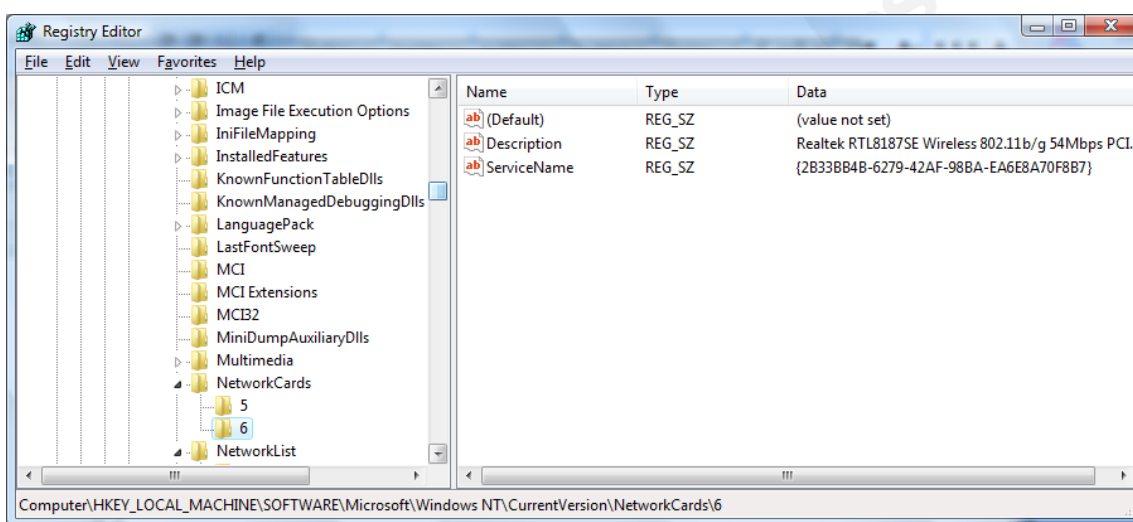 Registry Editor
File Edit View Favorites Help
ICM
Image File Execution Options
IniFileMapping
InstalledFeatures
KnownFunctionTableDlls
KnownManagedDebuggingDlls
LanguagePack
LastFontSweep
MCI
MCI Extensions
MCI32
MiniDumpAuxiliaryDlls
Multimedia
NetworkCards
5
6
NetworkList
Name Type Data
(Default) REG_SZ (value not set)
Description REG_SZ Realtek RTL8187SE Wireless 802.11b/g 54Mbps PCI.
ServiceName REG_SZ {2B33BB4B-6279-42AF-98BA-EA6E8A70F8B7}
Computer\HKEY_LOCAL_MACHINE\SOFTWARE\Microsoft\Windows NT\CurrentVersion\NetworkCards\6